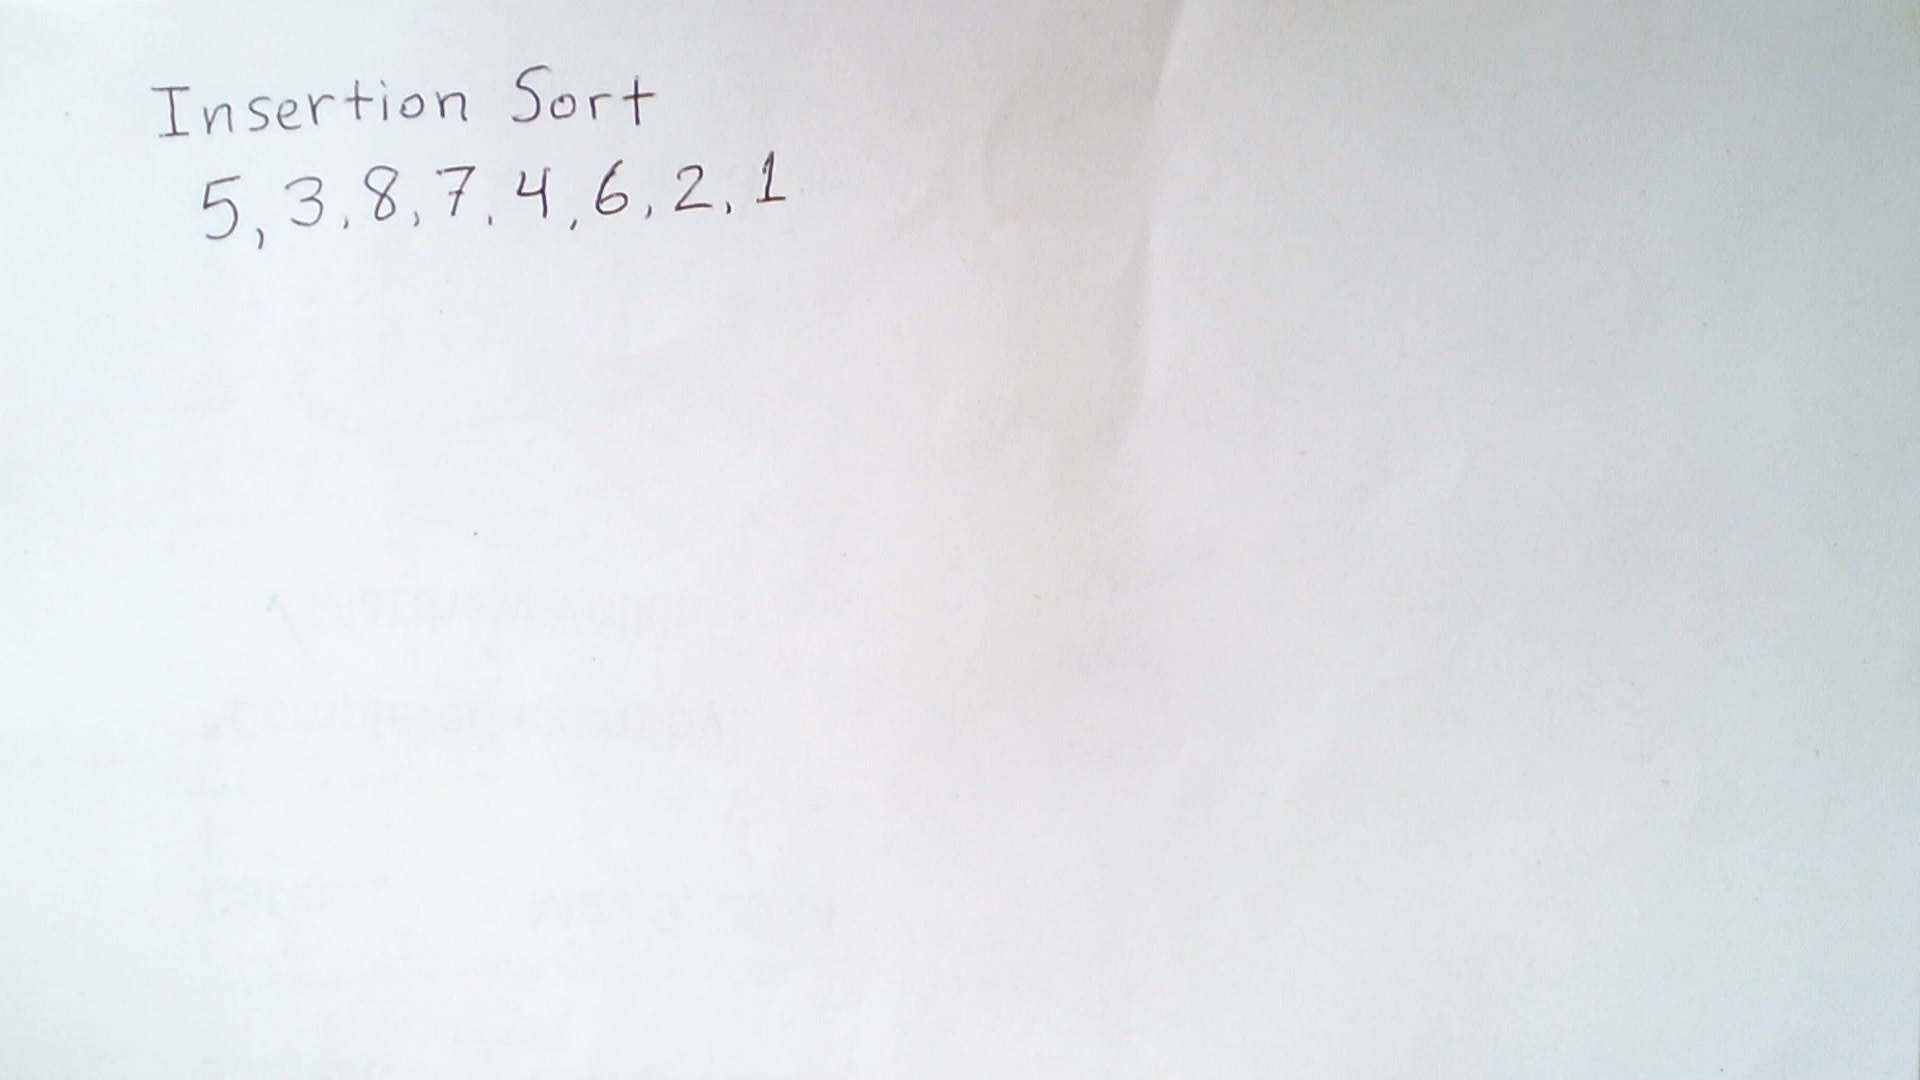 Insertion Sort
5, 3, 8, 7, 4, 6, 2, 1